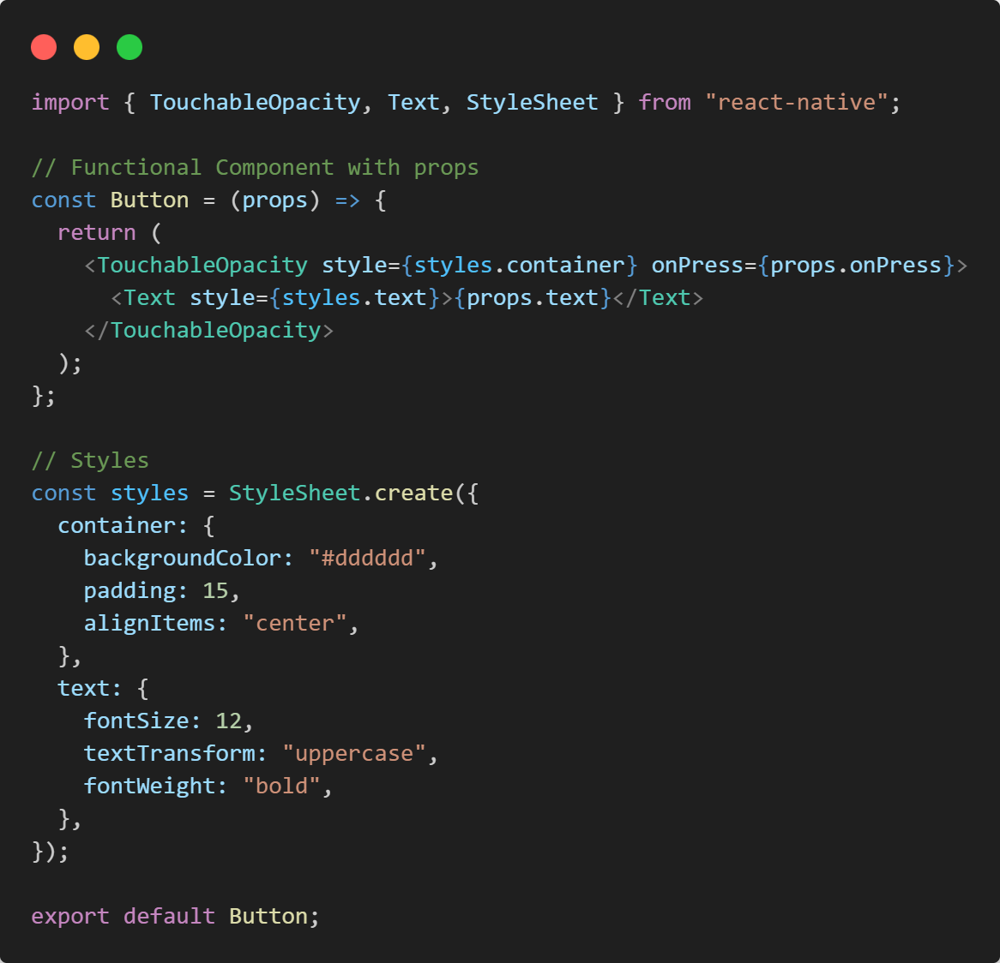 import { TouchableOpacity, Text, StyleSheet } from "react-native";

// Functional Component with props
const Button = (props) => {
  return (
    <TouchableOpacity style={styles.container} onPress={props.onPress}>
      <Text style={styles.text}>{props.text}</Text>
    </TouchableOpacity>
  );
};

// Styles
const styles = StyleSheet.create({
  container: {
    backgroundColor: "#dddddd",
    padding: 15,
    alignItems: "center",
  },
  text: {
    fontSize: 12,
    textTransform: "uppercase",
    fontWeight: "bold",
  },
});

export default Button;